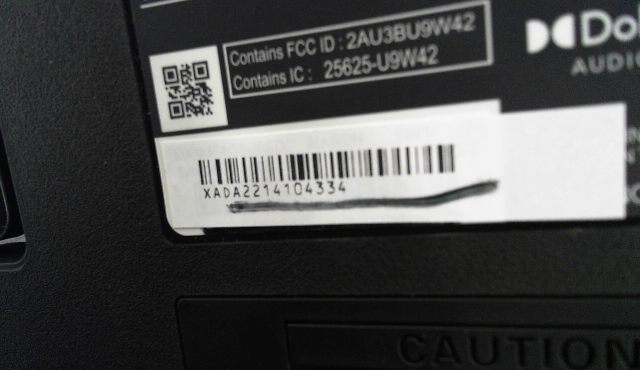 Contains FCC ID : 2AU3BU9W42
Contains IC : 25625-U9W42
AUDIO
XADA2214104334
CAUTION